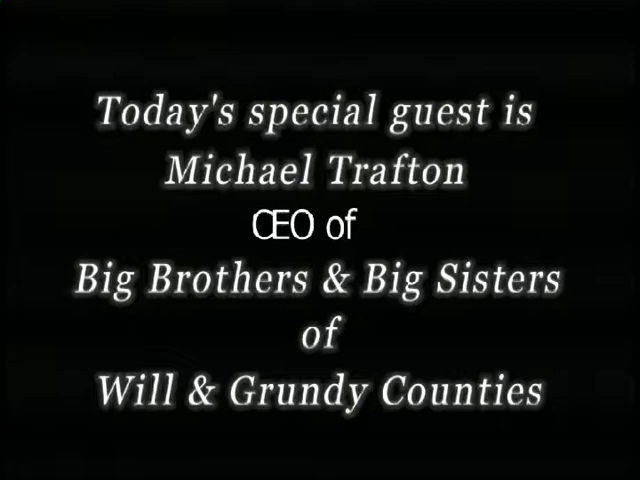 Today's special guest is
Michael Trafton
CEO of
Big Brothers & Big Sisters
of
Will & Grundy Counties